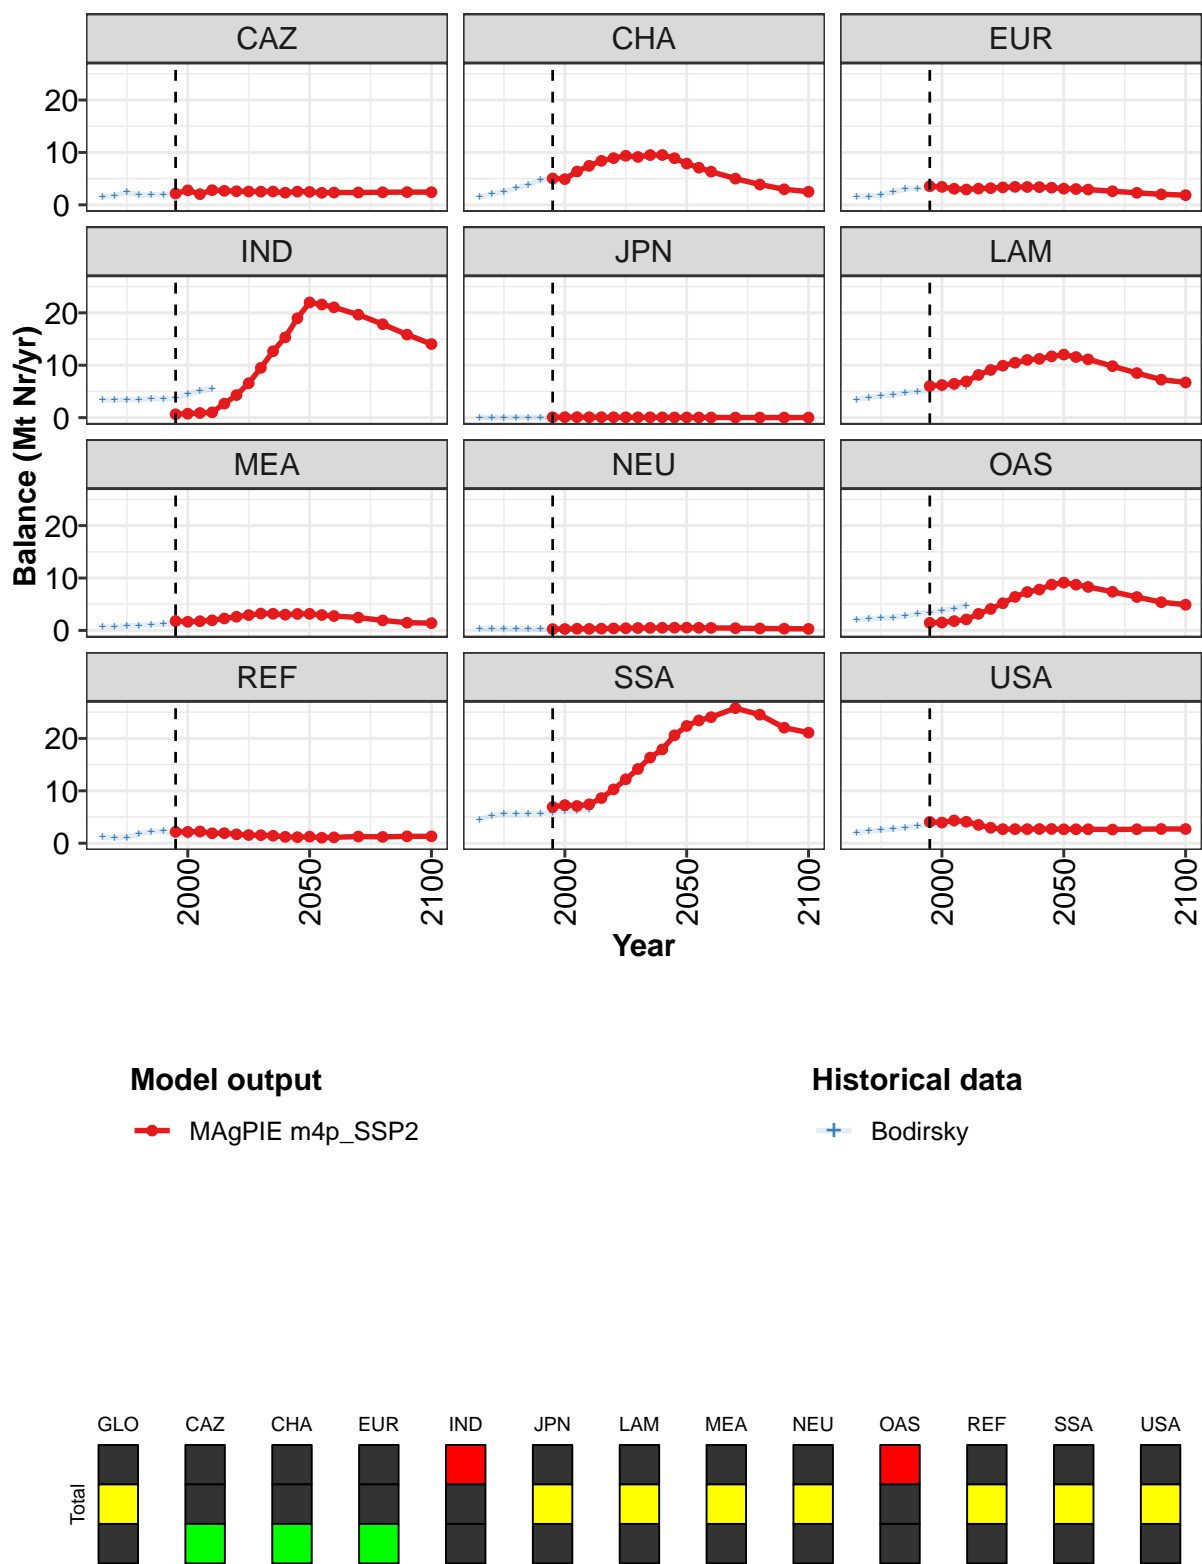 CAZ CHA EUR
20
10
0
IND JPN LAM
20
10
0
Balance (Mt Nr/yr)
MEA NEU OAS
20
10
0
REF SSA USA
20
10
0
2000 2050 2100 2000 2050 2100 2000 2050 2100
Year
Model output Historical data
MAgPIE m4p_SSP2 Bodirsky
GLO CAZ CHA EUR IND JPN LAM MEA NEU OAS REF SSA USA
Total